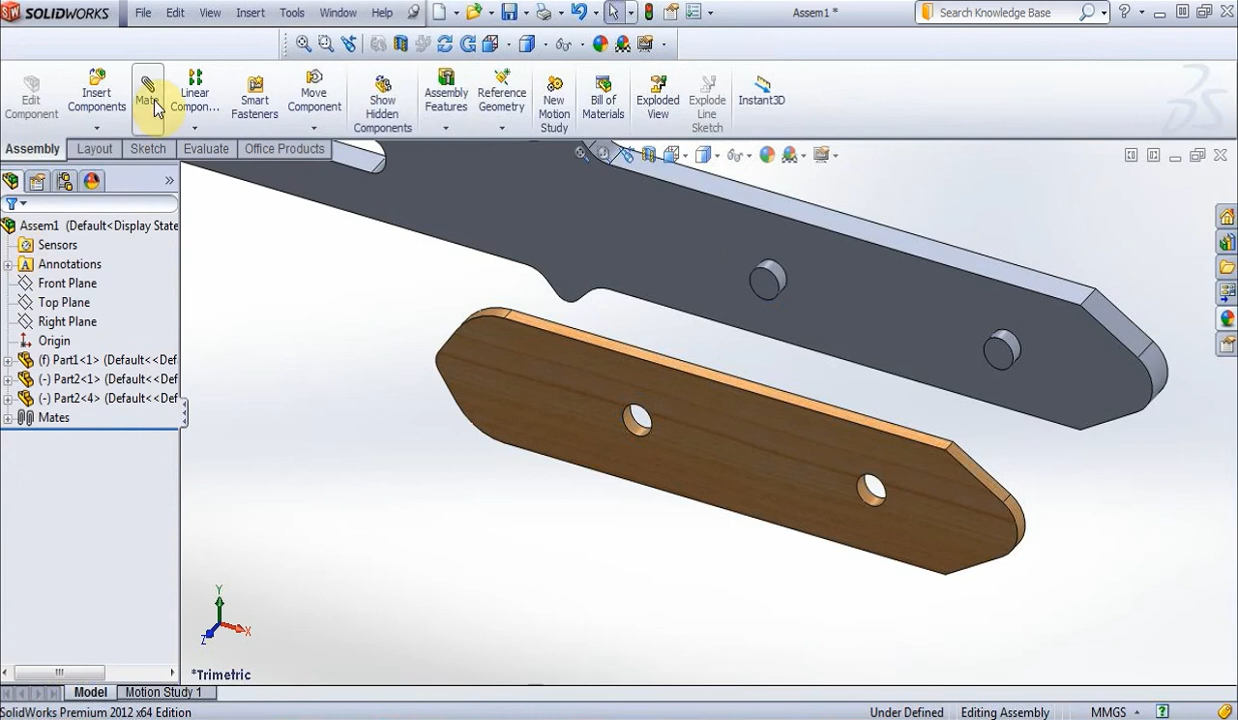 SOLIDWORKS File Edit View Insert Tools Window Help Assem1 * Search Knowledge Base
Edit Component
Insert Components
Mate
Linear Compon...
Smart Fasteners
Move Component
Show Hidden Components
Assembly Features
Reference Geometry
New Motion Study
Bill of Materials
Exploded View
Explode Line Sketch
Instant3D
Assembly Layout Sketch Evaluate Office Products
Assem1 (Default<Display State
Sensors
Annotations
Front Plane
Top Plane
Right Plane
Origin
(f) Part1<1> (Default<<Def
(-) Part2<1> (Default<<Def
(-) Part2<4> (Default<<Def
Mates
Y
X
Z
*Trimetric
Model Motion Study 1
SolidWorks Premium 2012 x64 Edition Under Defined Editing Assembly MMGS